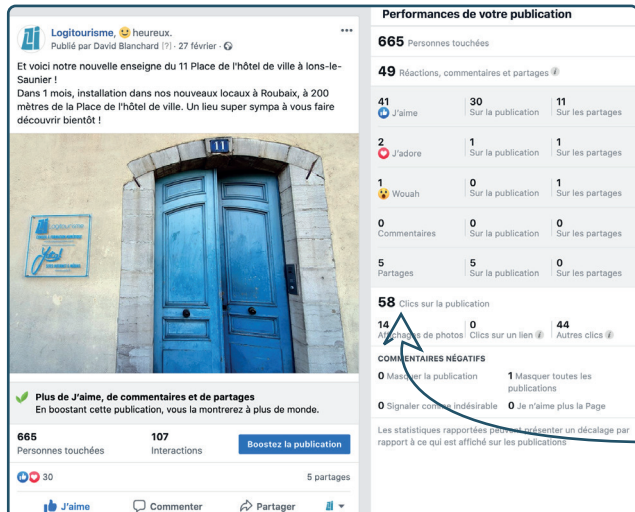 Logitourisme, 😀 heureux.
Publié par David Blanchard [?] · 27 février ·
Et voici notre nouvelle enseigne du 11 Place de l'hôtel de ville à lons-le-
Saunier !
Dans 1 mois, installation dans nos nouveaux locaux à Roubaix, à 200
mètres de la Place de l'hôtel de ville. Un lieu super sympa à vous faire
découvrir bientôt !
11
Logitourisme
Plus de J'aime, de commentaires et de partages
En boostant cette publication, vous la montrerez à plus de monde.
665
Personnes touchées
107
Interactions
Boostez la publication
30
5 partages
J'aime
Commenter
Partager
Performances de votre publication
665 Personnes touchées
49 Réactions, commentaires et partages
41 J'aime
30 Sur la publication
11 Sur les partages
2 J'adore
1 Sur la publication
1 Sur les partages
1 Wouah
0 Sur la publication
1 Sur les partages
0 Commentaires
0 Sur la publication
0 Sur les partages
5 Partages
5 Sur la publication
0 Sur les partages
58 Clics sur la publication
14 Affichages de photos
0 Clics sur un lien
44 Autres clics
COMMENTAIRES NÉGATIFS
0 Masquer la publication
1 Masquer toutes les
publications
0 Signaler comme indésirable
0 Je n'aime plus la Page
Les statistiques rapportées peuvent présenter un décalage par
rapport à ce qui est affiché sur les publications